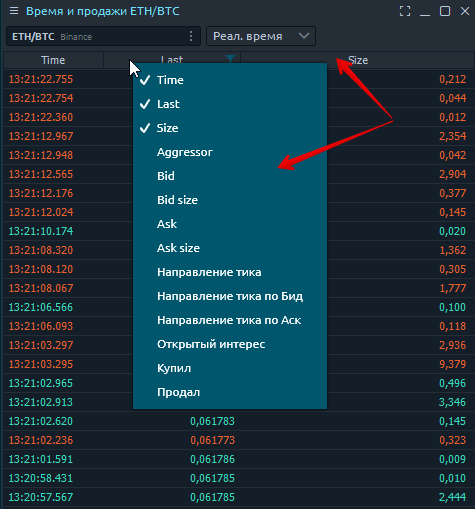 Время и продажи ETH/BTC
ETH/BTC Binance Реал. время
Time Last Size
13:21:22.755 0,212
13:21:22.754 0,044
13:21:22.360 0,012
13:21:12.967 2,354
13:21:12.948 0,042
13:21:12.565 2,904
13:21:12.176 0,377
13:21:12.024 0,145
13:21:10.174 0,020
13:21:08.320 1,362
13:21:08.120 0,305
13:21:08.067 1,777
13:21:06.566 0,100
13:21:06.093 0,118
13:21:03.297 2,936
13:21:03.295 9,379
13:21:02.965 0,496
13:21:02.913 3,346
13:21:02.620 0,061783 0,145
13:21:02.236 0,061773 0,323
13:21:01.591 0,061786 0,009
13:20:58.431 0,061785 0,010
13:20:57.567 0,061785 2,444
Time
Last
Size
Aggressor
Bid
Bid size
Ask
Ask size
Направление тика
Направление тика по Бид
Направление тика по Аск
Открытый интерес
Купил
Продал